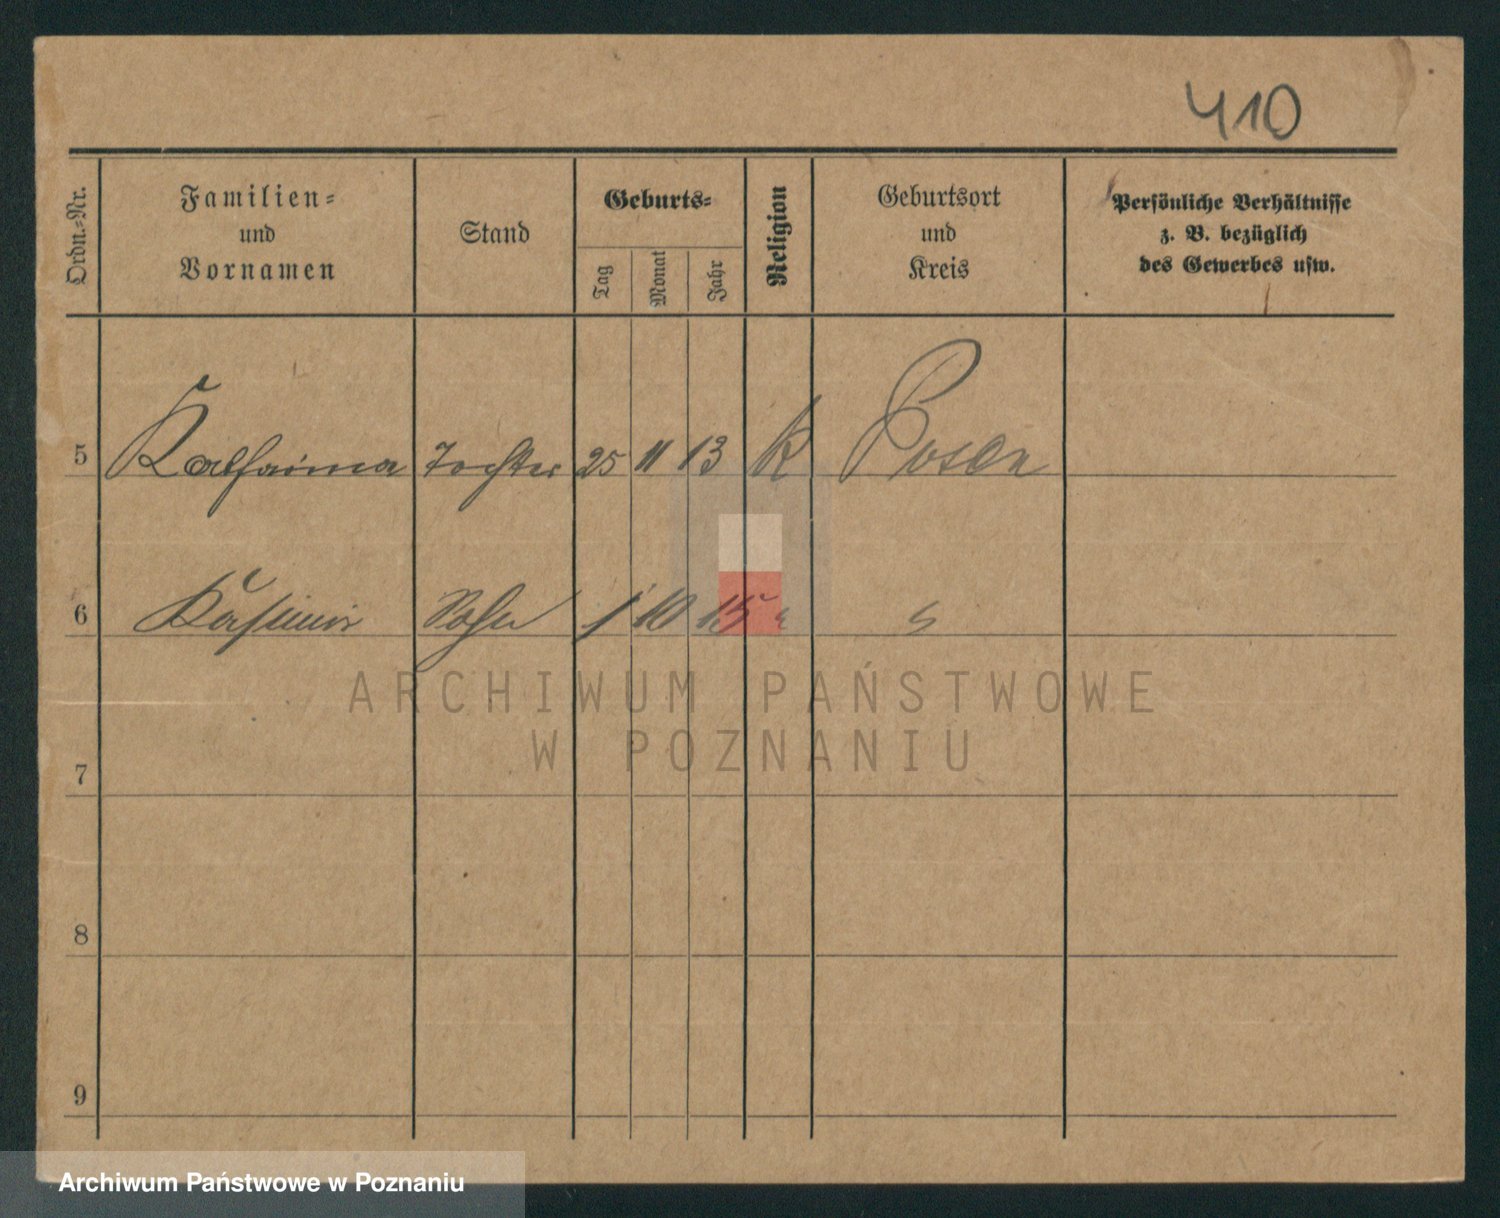 410
Ordn.=Nr.
Familien=
und
Vornamen
Stand
Geburts=
Tag
Monat
Jahr
Religion
Geburtsort
und
Kreis
Persönliche Verhältnisse
z. B. bezüglich
des Gewerbes usw.
5 Katharina Tochter 25 11 13 K Posen
6 Kasimir Sohn 1 10 15 "
7
8
9
ARCHIWUM PAŃSTWOWE
W POZNANIU
Archiwum Państwowe w Poznaniu